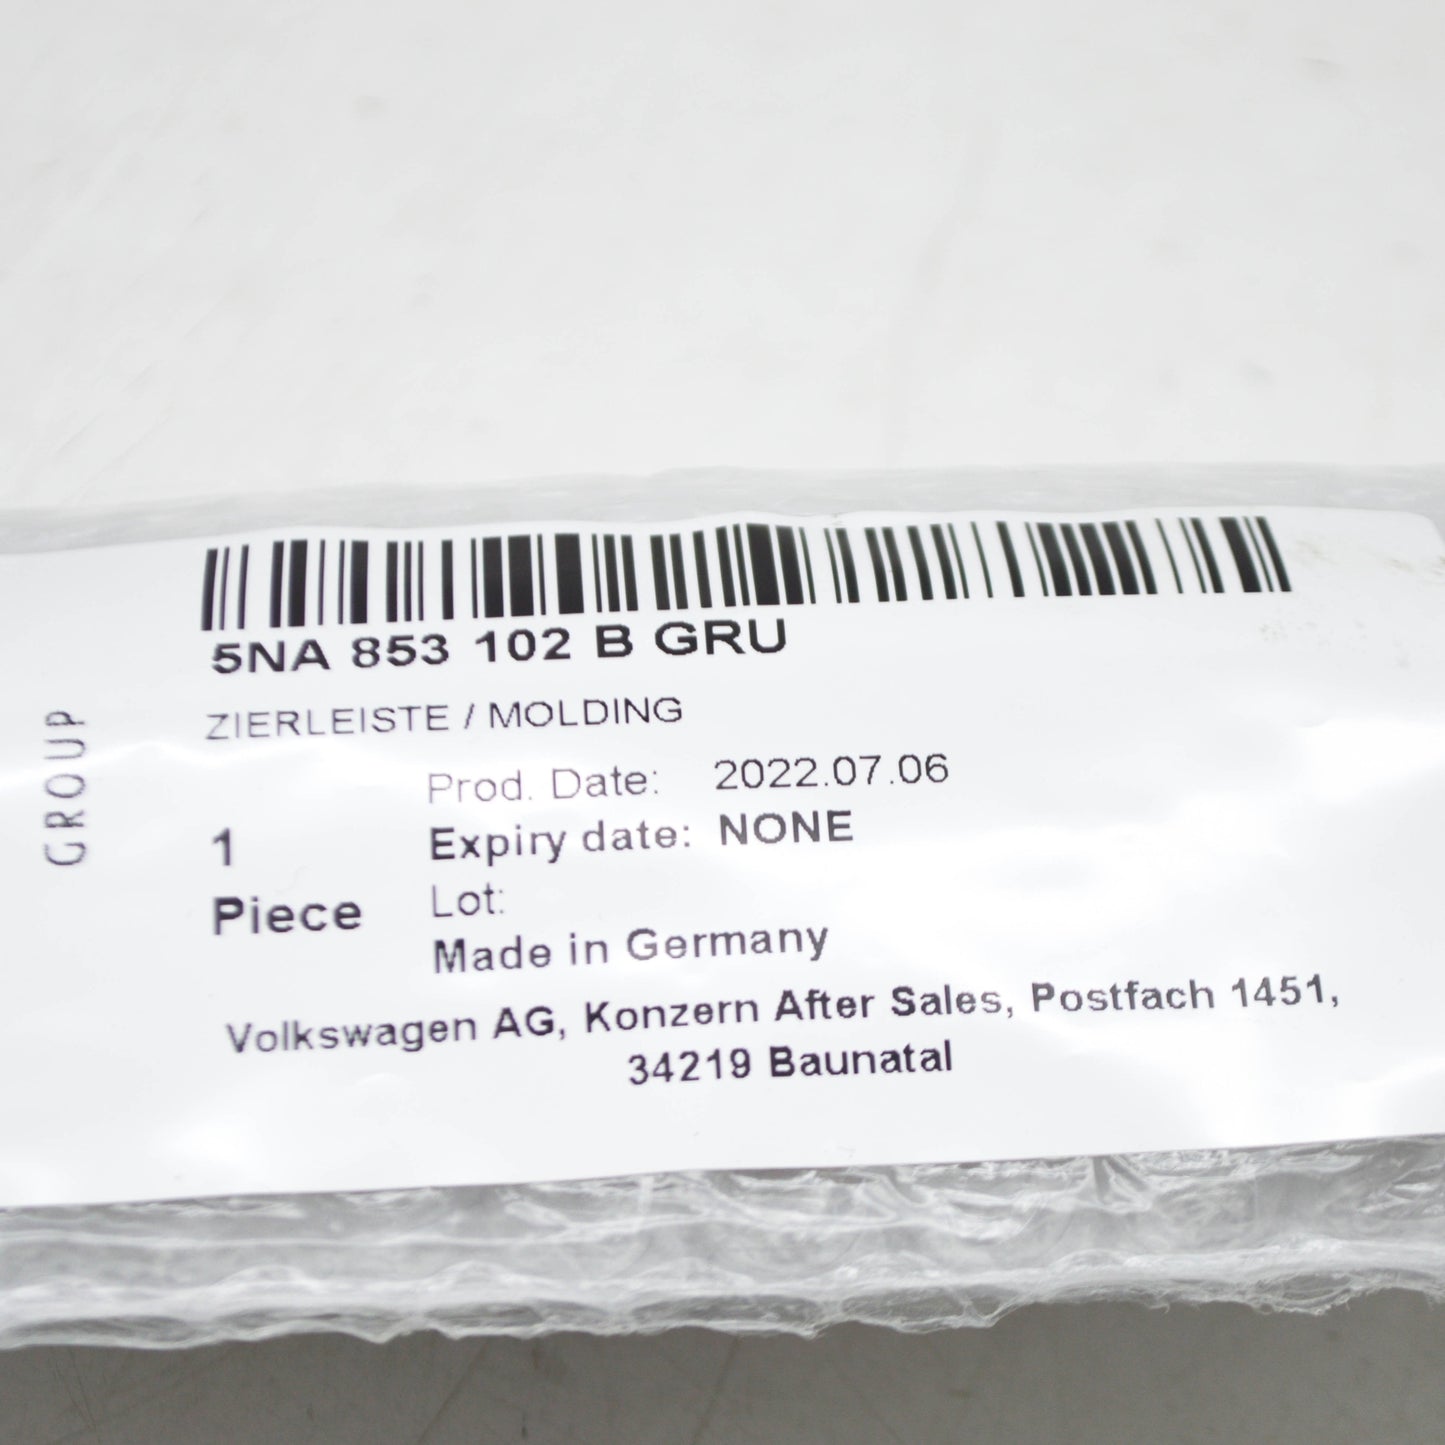 5NA 853 102 B GRU
ZIERLEISTE / MOLDING
GROUP
Prod. Date: 2022.07.06
1
Expiry date: NONE
Piece
Lot:
Made in Germany
Volkswagen AG, Konzern After Sales, Postfach 1451,
34219 Baunatal